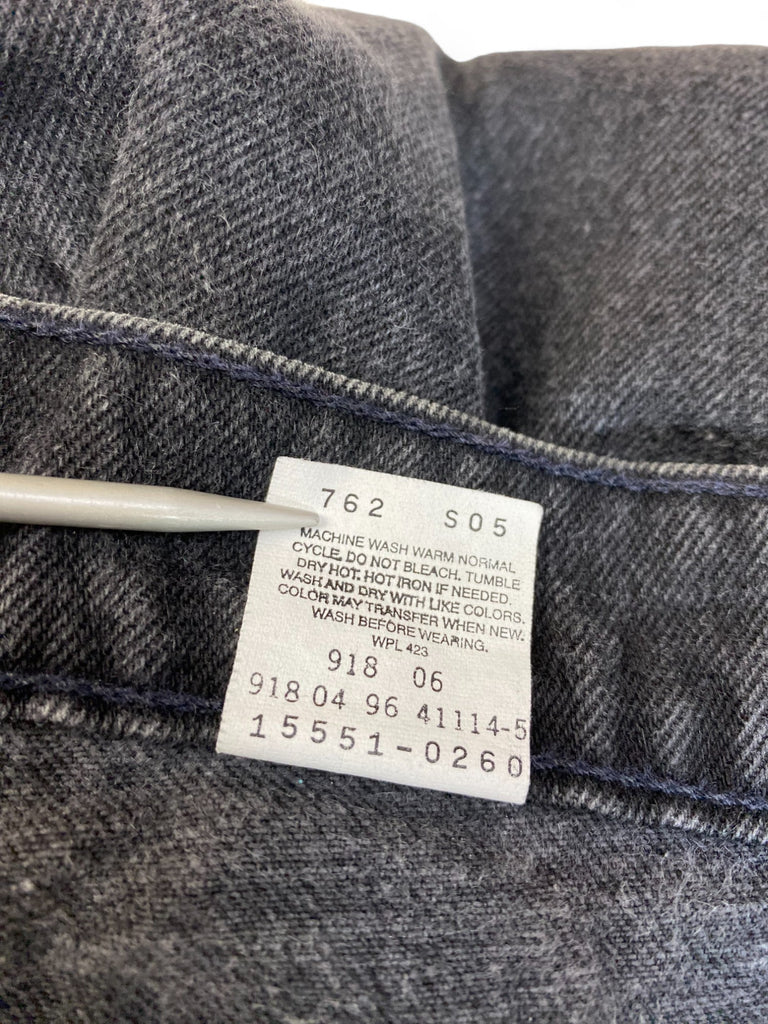 762 S05
MACHINE WASH WARM NORMAL
CYCLE. DO NOT BLEACH. TUMBLE
DRY HOT. HOT IRON IF NEEDED.
WASH AND DRY WITH LIKE COLORS.
COLOR MAY TRANSFER WHEN NEW.
WASH BEFORE WEARING.
WPL 423
918 06
918 04 96 41114-5
15551-0260